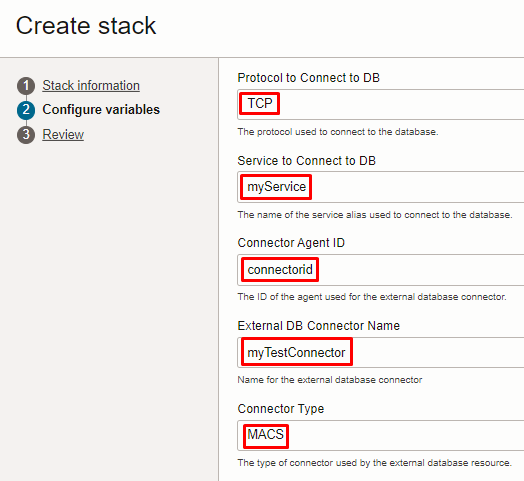 Create stack
1 Stack information
2 Configure variables
3 Review
Protocol to Connect to DB
TCP
The protocol used to connect to the database.
Service to Connect to DB
myService
The name of the service alias used to connect to the database.
Connector Agent ID
connectorid
The ID of the agent used for the external database connector.
External DB Connector Name
myTestConnector
Name for the external database connector
Connector Type
MACS
The type of connector used by the external database resource.